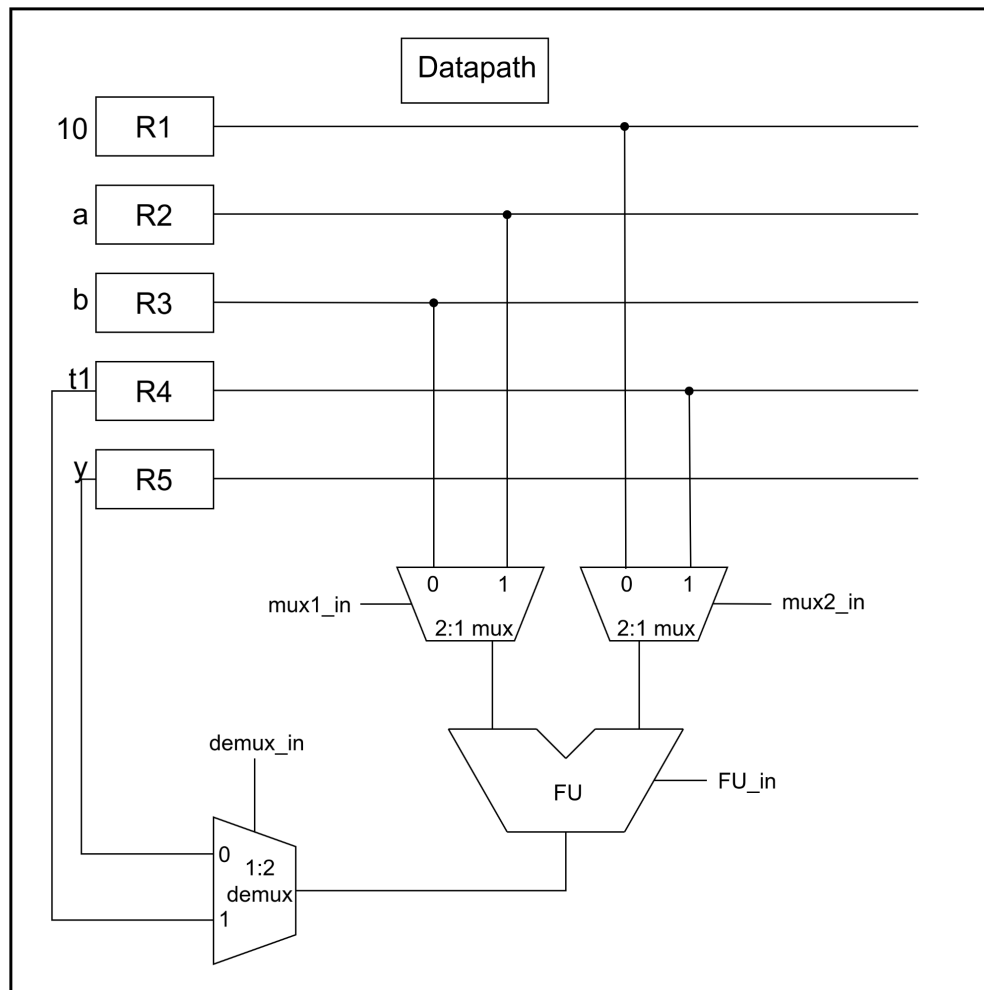 Datapath
10 R1
a R2
b R3
t1 R4
y R5
0 1 0 1
mux1_in 2:1 mux 2:1 mux mux2_in
demux_in
FU FU_in
0
1:2
demux
1